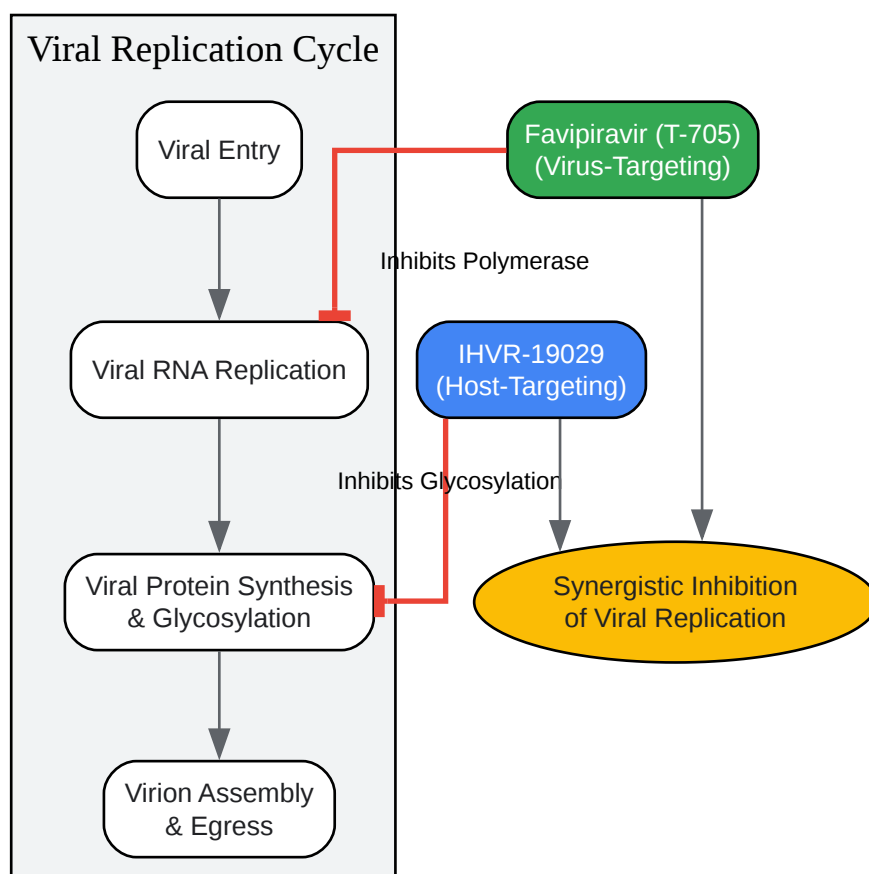 Viral Replication Cycle
Viral Entry
Favipiravir (T-705)
(Virus-Targeting)
Inhibits Polymerase
Viral RNA Replication
IHVR-19029
(Host-Targeting)
Inhibits Glycosylation
Viral Protein Synthesis
& Glycosylation
Synergistic Inhibition
of Viral Replication
Virion Assembly
& Egress